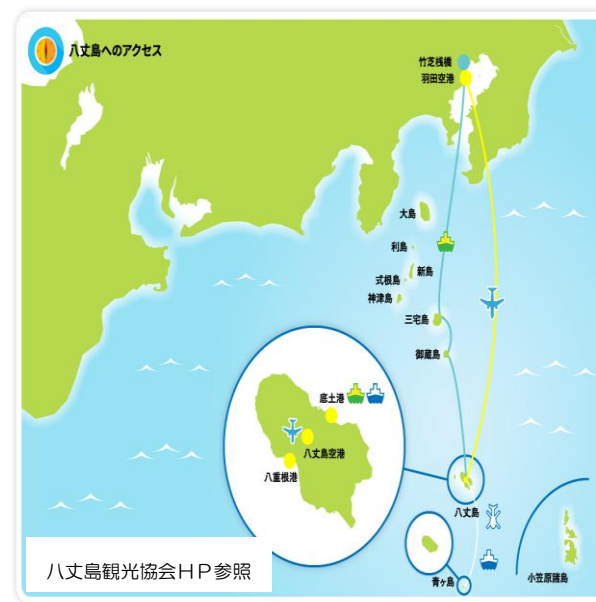 八丈島へのアクセス
竹芝桟橋
羽田空港
大島
利島
新島
式根島
神津島
三宅島
御蔵島
底土港
八丈島空港
八重根港
八丈島
青ヶ島
小笠原諸島
八丈島観光協会HP参照